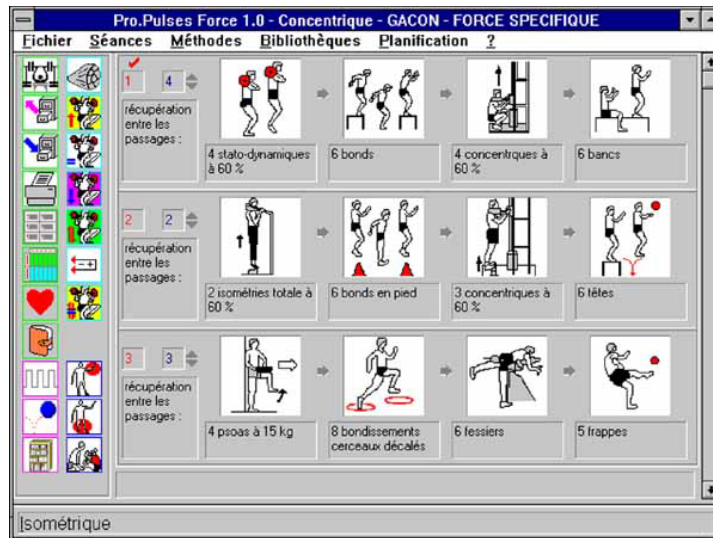 Pro.Pulses Force 1.0 - Concentrique - GACON - FORCE SPECIFIQUE
Fichier Séances Méthodes Bibliothèques Planification ?
1 4
récupération
entre les
passages :
4 stato-dynamiques
à 60 %
6 bonds
4 concentrques à
60 %
6 bancs
2 2
récupération
entre les
passages :
2 isométries totale à
60 %
6 bonds en pied
3 concentriques à
60 %
6 têtes
3 3
récupération
entre les
passages :
4 psoas à 15 kg
8 bondissements
cerceaux décalés
6 fessiers
5 frappes
Isométrique